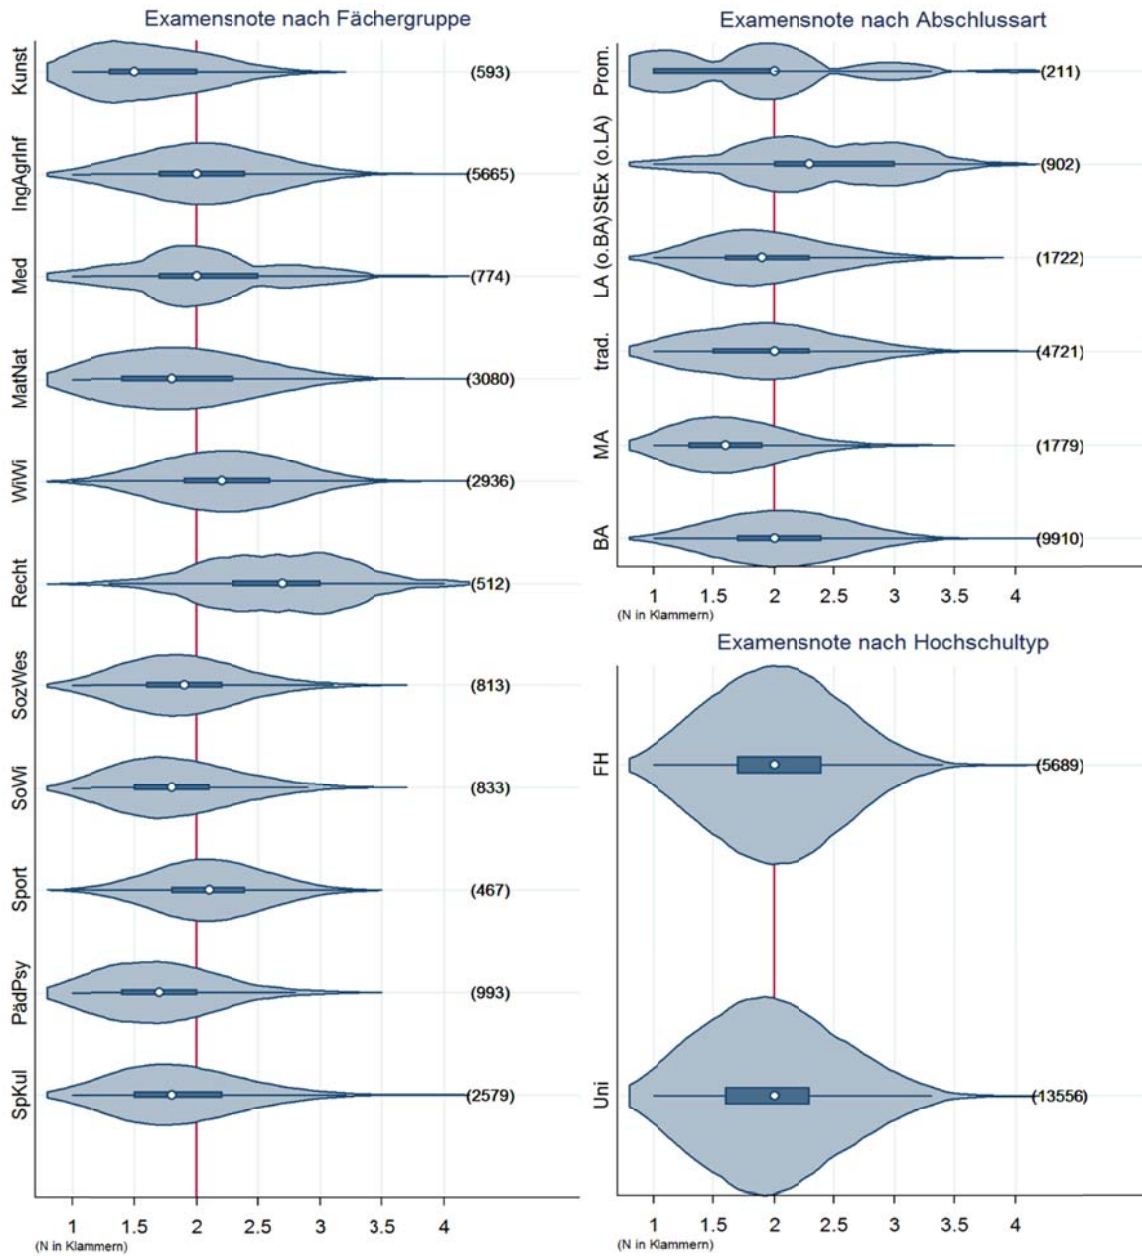 Examensnote nach Fächergruppe
Kunst
(593)
IngAgrInf
(5665)
Med
(774)
MatNat
(3080)
WiWi
(2936)
Recht
(512)
SozWes
(813)
SoWi
(833)
Sport
(467)
PädPsy
(993)
SpKul
(2579)
1 1.5 2 2.5 3 3.5 4
(N in Klammern)
Examensnote nach Abschlussart
Prom.
(211)
StEx (o.LA)
(902)
LA (o.BA)
(1722)
trad.
(4721)
MA
(1779)
BA
(9910)
1 1.5 2 2.5 3 3.5 4
(N in Klammern)
Examensnote nach Hochschultyp
FH
(5689)
Uni
(13556)
1 1.5 2 2.5 3 3.5 4
(N in Klammern)